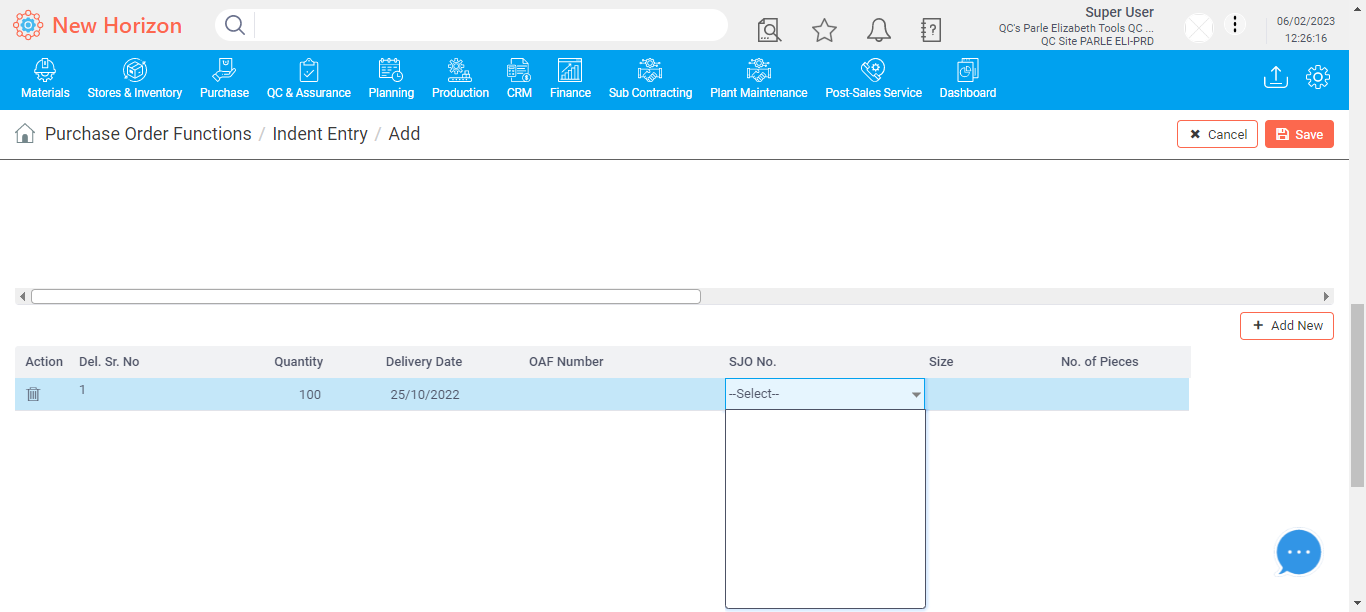 New Horizon
Super User
QC's Parle Elizabeth Tools QC ...
QC Site PARLE ELI-PRD
06/02/2023
12:26:16
Materials Stores & Inventory Purchase QC & Assurance Planning Production CRM Finance Sub Contracting Plant Maintenance Post-Sales Service Dashboard
Purchase Order Functions / Indent Entry / Add
Cancel Save
+ Add New
Action Del. Sr. No Quantity Delivery Date OAF Number SJO No. Size No. of Pieces
1 100 25/10/2022 --Select--